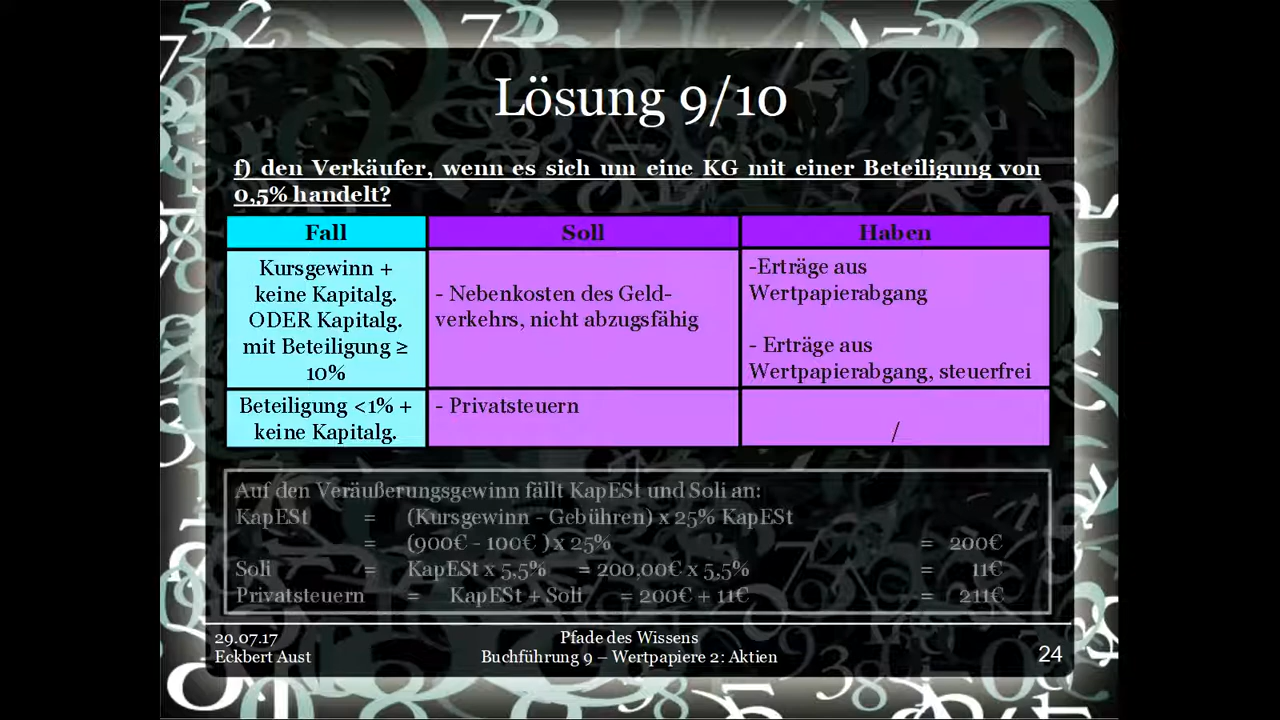 Lösung 9/10
f) den Verkäufer, wenn es sich um eine KG mit einer Beteiligung von
0,5% handelt?
Fall
Soll
Haben
Kursgewinn +
keine Kapitalg.
ODER Kapitalg.
mit Beteiligung ≥
10%
- Nebenkosten des Geld-
verkehrs, nicht abzugsfähig
-Erträge aus
Wertpapierabgang
- Erträge aus
Wertpapierabgang, steuerfrei
Beteiligung <1% +
keine Kapitalg.
- Privatsteuern
/
Auf den Veräußerungsgewinn fällt KapESt und Soli an:
KapESt = (Kursgewinn - Gebühren) x 25% KapESt
= (900€ - 100€ ) x 25% = 200€
Soli = KapESt x 5,5% = 200,00€ x 5,5% = 11€
Privatsteuern = KapESt + Soli = 200€ + 11€ = 211€
29.07.17
Eckbert Aust
Pfade des Wissens
Buchführung 9 – Wertpapiere 2: Aktien
24